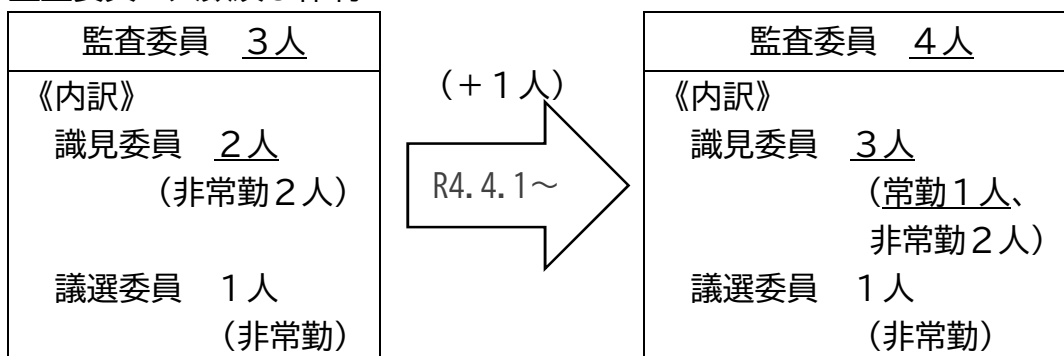 監査委員　３人
《内訳》
識見委員　２人
（非常勤２人）
議選委員　１人
（非常勤）
（＋１人）
R4.4.1～
監査委員　４人
《内訳》
識見委員　３人
（常勤１人、
非常勤２人）
議選委員　１人
（非常勤）